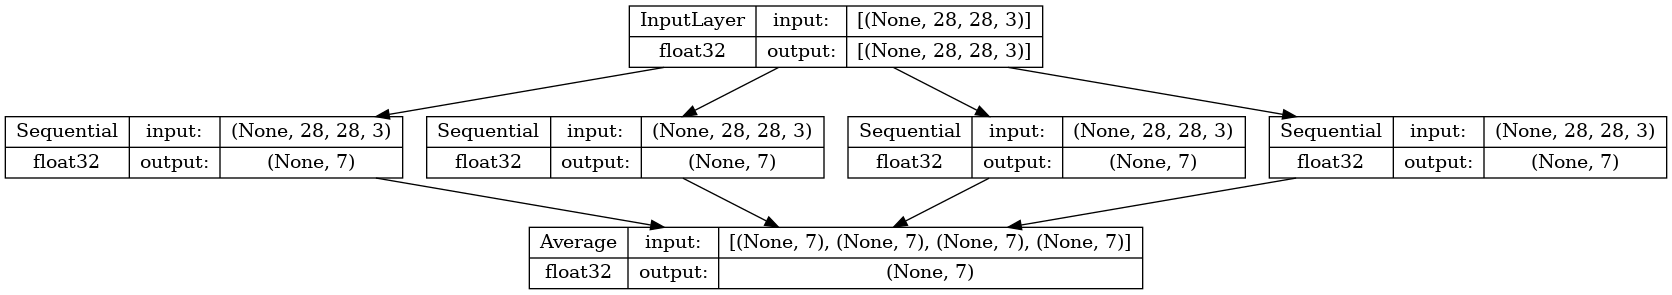 InputLayer input: [(None, 28, 28, 3)]
float32 output: [(None, 28, 28, 3)]
Sequential input: (None, 28, 28, 3)
float32 output: (None, 7)
Sequential input: (None, 28, 28, 3)
float32 output: (None, 7)
Sequential input: (None, 28, 28, 3)
float32 output: (None, 7)
Sequential input: (None, 28, 28, 3)
float32 output: (None, 7)
Average input: [(None, 7), (None, 7), (None, 7), (None, 7)]
float32 output: (None, 7)